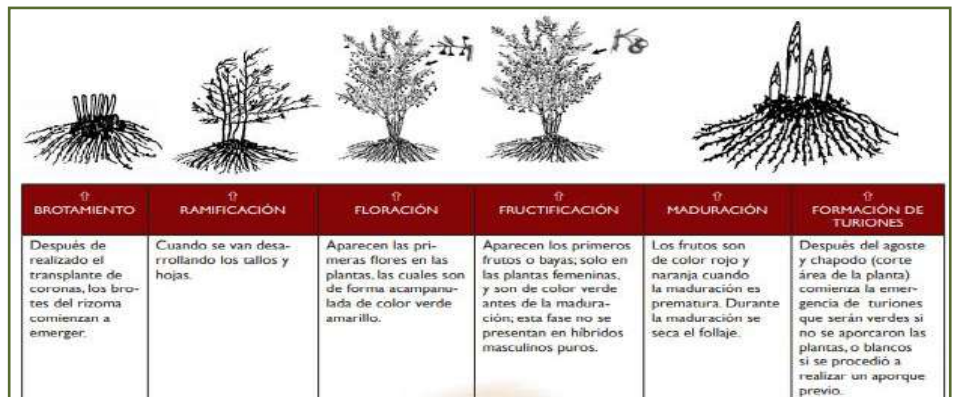 ⇧
BROTAMIENTO
Después de
realizado el
transplante de
coronas, los bro-
tes del rizoma
comienzan a
emerger.
⇧
RAMIFICACIÓN
Cuando se van desa-
rrollando los tallos y
hojas.
⇧
FLORACIÓN
Aparecen las pri-
meras flores en las
plantas, las cuales son
de forma acampanu-
lada de color verde
amarillo.
⇧
FRUCTIFICACIÓN
Aparecen los primeros
frutos o bayas; solo en
las plantas femeninas,
y son de color verde
antes de la madura-
ción; esta fase no se
presentan en híbridos
masculinos puros.
⇧
MADURACIÓN
Los frutos son
de color rojo y
naranja cuando
la maduración es
prematura. Durante
la maduración se
seca el follaje.
⇧
FORMACIÓN DE
TURIONES
Después del agoste
y chapodo (corte
área de la planta)
comienza la emer-
gencia de turiones
que serán verdes si
no se aporcaron las
plantas, o blancos
si se procedió a
realizar un aporque
previo.